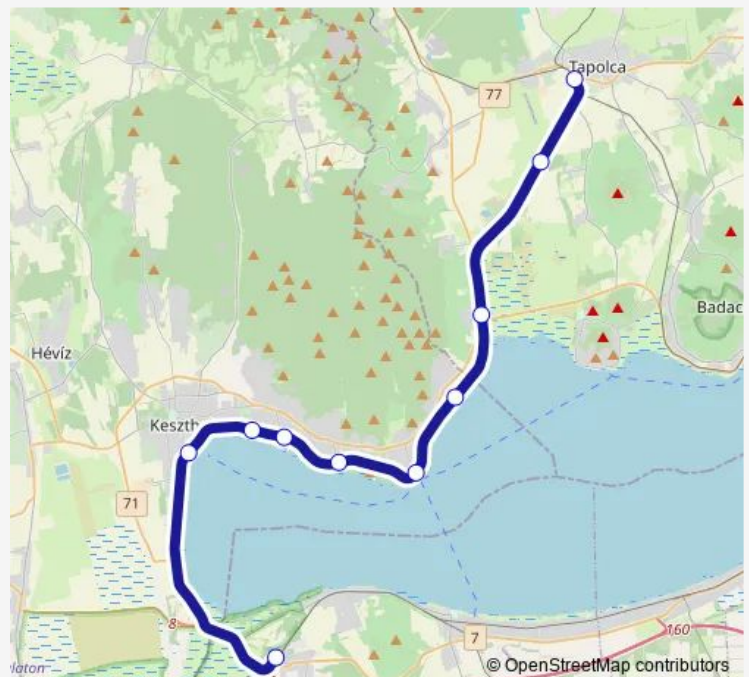 Tapolca
77
Badac
Hévíz
Keszth
71
8
7
160
laton
© OpenStreetMap contributors